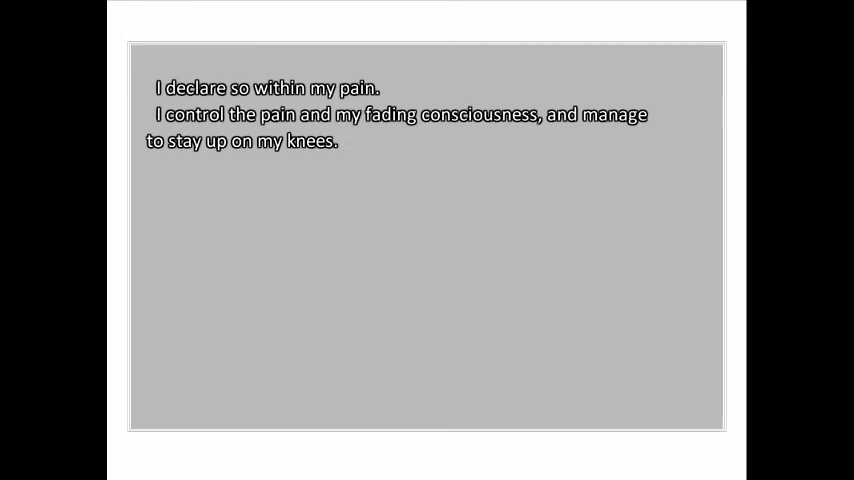 I declare so within my pain.
I control the pain and my fading consciousness, and manage
to stay up on my knees.